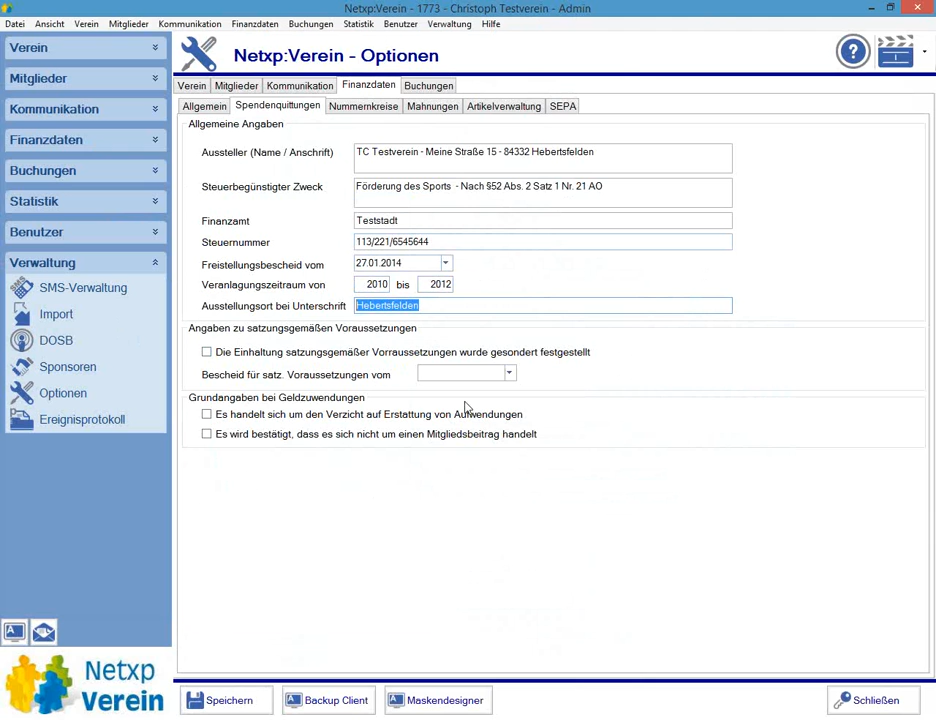 Netxp:Verein - 1773 - Christoph Testverein - Admin
Datei Ansicht Verein Mitglieder Kommunikation Finanzdaten Buchungen Statistik Benutzer Verwaltung Hilfe
Verein
Mitglieder
Kommunikation
Finanzdaten
Buchungen
Statistik
Benutzer
Verwaltung
SMS-Verwaltung
Import
DOSB
Sponsoren
Optionen
Ereignisprotokoll
Netxp
Verein
Netxp:Verein - Optionen
Verein Mitglieder Kommunikation Finanzdaten Buchungen
Allgemein Spendenquittungen Nummernkreise Mahnungen Artikelverwaltung SEPA
Allgemeine Angaben
Aussteller (Name / Anschrift) TC Testverein - Meine Straße 15 - 84332 Hebertsfelden
Steuerbegünstigter Zweck Förderung des Sports - Nach §52 Abs. 2 Satz 1 Nr. 21 AO
Finanzamt Teststadt
Steuernummer 113/221/6545644
Freistellungsbescheid vom 27.01.2014
Veranlagungszeitraum von 2010 bis 2012
Ausstellungsort bei Unterschrift Hebertsfelden
Angaben zu satzungsgemäßen Voraussetzungen
Die Einhaltung satzungsgemäßer Vorraussetzungen wurde gesondert festgestellt
Bescheid für satz. Voraussetzungen vom
Grundangaben bei Geldzuwendungen
Es handelt sich um den Verzicht auf Erstattung von Aufwendungen
Es wird bestätigt, dass es sich nicht um einen Mitgliedsbeitrag handelt
Speichern Backup Client Maskendesigner Schließen